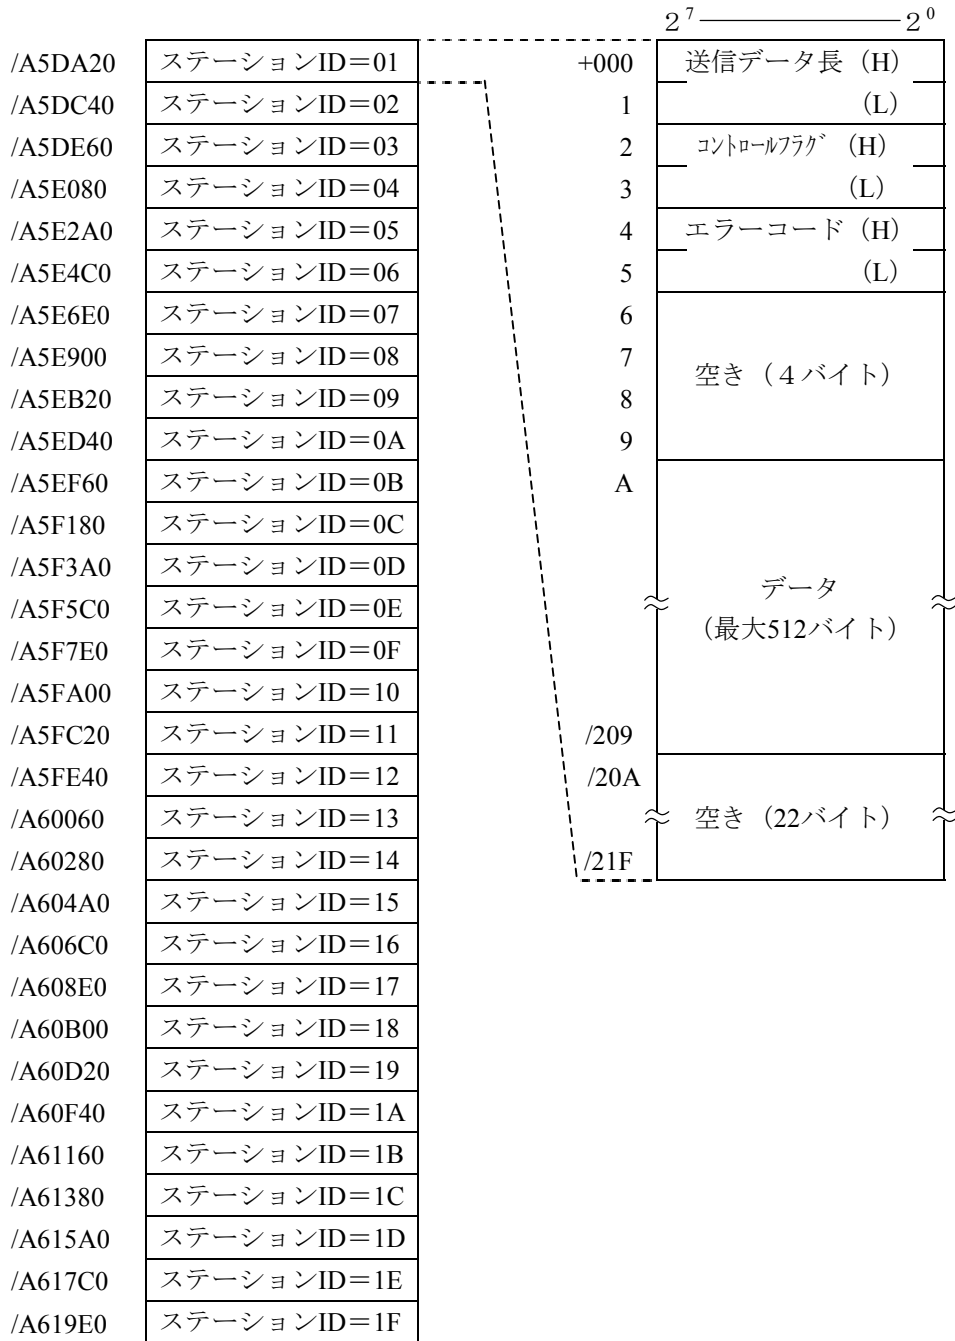 2⁷ 2⁰
/A5DA20 ステーションID＝01 +000 送信データ長（H）
/A5DC40 ステーションID＝02 1 （L）
/A5DE60 ステーションID＝03 2 ｺﾝﾄﾛｰﾙﾌﾗｸﾞ（H）
/A5E080 ステーションID＝04 3 （L）
/A5E2A0 ステーションID＝05 4 エラーコード（H）
/A5E4C0 ステーションID＝06 5 （L）
/A5E6E0 ステーションID＝07 6
/A5E900 ステーションID＝08 7
空き（４バイト）
/A5EB20 ステーションID＝09 8
/A5ED40 ステーションID＝0A 9
/A5EF60 ステーションID＝0B A
/A5F180 ステーションID＝0C
/A5F3A0 ステーションID＝0D
データ
/A5F5C0 ステーションID＝0E
（最大512バイト）
/A5F7E0 ステーションID＝0F
/A5FA00 ステーションID＝10
/A5FC20 ステーションID＝11 /209
/A5FE40 ステーションID＝12 /20A
/A60060 ステーションID＝13 空き（22バイト）
/A60280 ステーションID＝14 /21F
/A604A0 ステーションID＝15
/A606C0 ステーションID＝16
/A608E0 ステーションID＝17
/A60B00 ステーションID＝18
/A60D20 ステーションID＝19
/A60F40 ステーションID＝1A
/A61160 ステーションID＝1B
/A61380 ステーションID＝1C
/A615A0 ステーションID＝1D
/A617C0 ステーションID＝1E
/A619E0 ステーションID＝1F